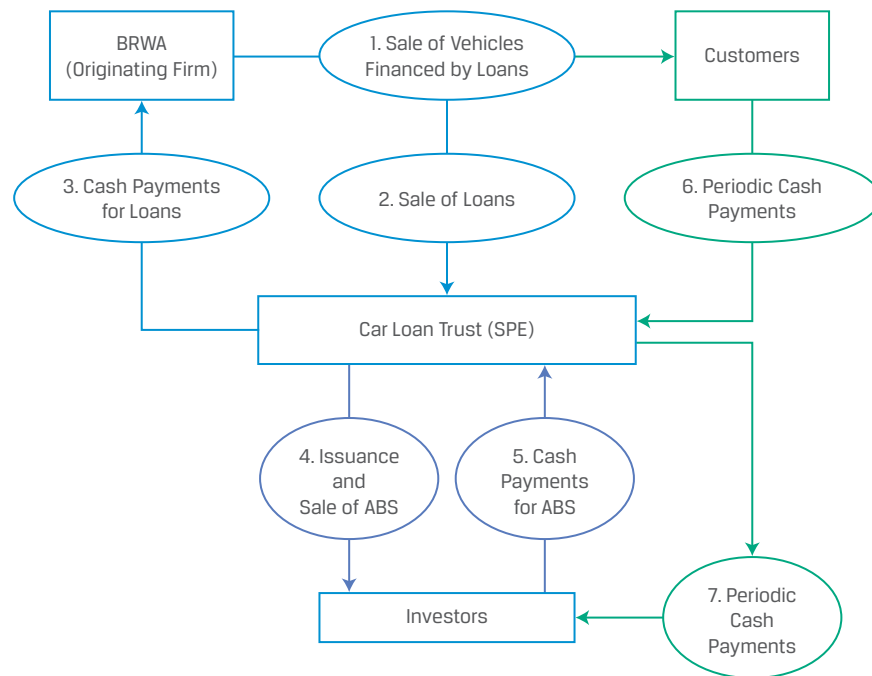 BRWA
(Originating Firm)
1. Sale of Vehicles
Financed by Loans
Customers
3. Cash Payments
for Loans
2. Sale of Loans
6. Periodic Cash
Payments
Car Loan Trust (SPE)
4. Issuance
and
Sale of ABS
5. Cash
Payments
for ABS
Investors
7. Periodic
Cash
Payments